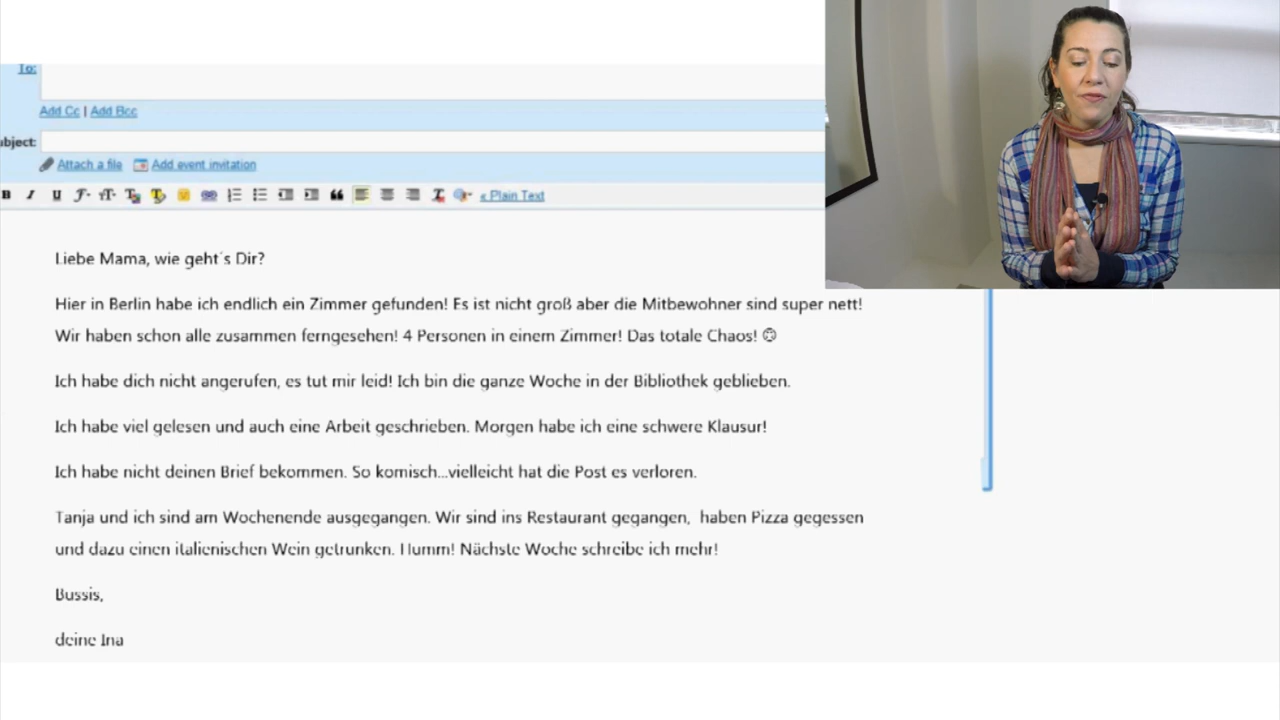 To:
Add Cc | Add Bcc
bject:
Attach a file Add event invitation
B I U « Plain Text
Liebe Mama, wie geht´s Dir?
Hier in Berlin habe ich endlich ein Zimmer gefunden! Es ist nicht groß aber die Mitbewohner sind super nett!
Wir haben schon alle zusammen ferngesehen! 4 Personen in einem Zimmer! Das totale Chaos! ☺
Ich habe dich nicht angerufen, es tut mir leid! Ich bin die ganze Woche in der Bibliothek geblieben.
Ich habe viel gelesen und auch eine Arbeit geschrieben. Morgen habe ich eine schwere Klausur!
Ich habe nicht deinen Brief bekommen. So komisch...vielleicht hat die Post es verloren.
Tanja und ich sind am Wochenende ausgegangen. Wir sind ins Restaurant gegangen, haben Pizza gegessen
und dazu einen italienischen Wein getrunken. Humm! Nächste Woche schreibe ich mehr!
Bussis,
deine Ina